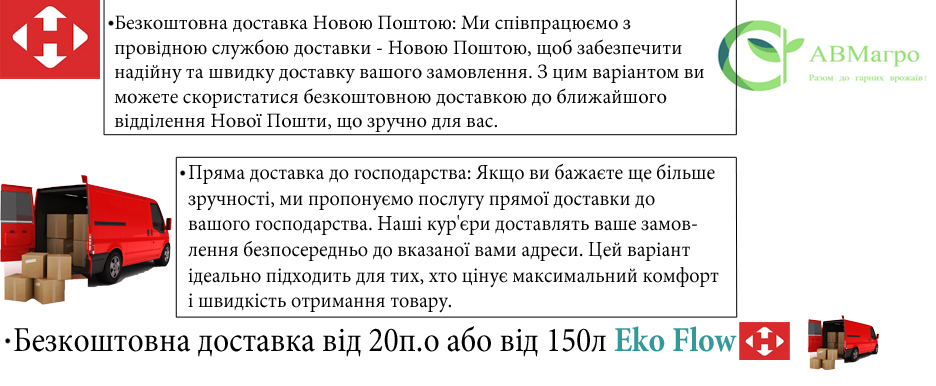 •Безкоштовна доставка Новою Поштою: Ми співпрацюємо з
провідною службою доставки - Новою Поштою, щоб забезпечити
надійну та швидку доставку вашого замовлення. З цим варіантом ви
можете скористатися безкоштовною доставкою до ближайшого
відділення Нової Пошти, що зручно для вас.
АВМагро
Разом до гарних врожаїв!
•Пряма доставка до господарства: Якщо ви бажаєте ще більше
зручності, ми пропонуємо послугу прямої доставки до
вашого господарства. Наші кур'єри доставлять ваше замов-
лення безпосередньо до вказаної вами адреси. Цей варіант
ідеально підходить для тих, хто цінує максимальний комфорт
і швидкість отримання товару.
•Безкоштовна доставка від 20п.о або від 150л Eko Flow